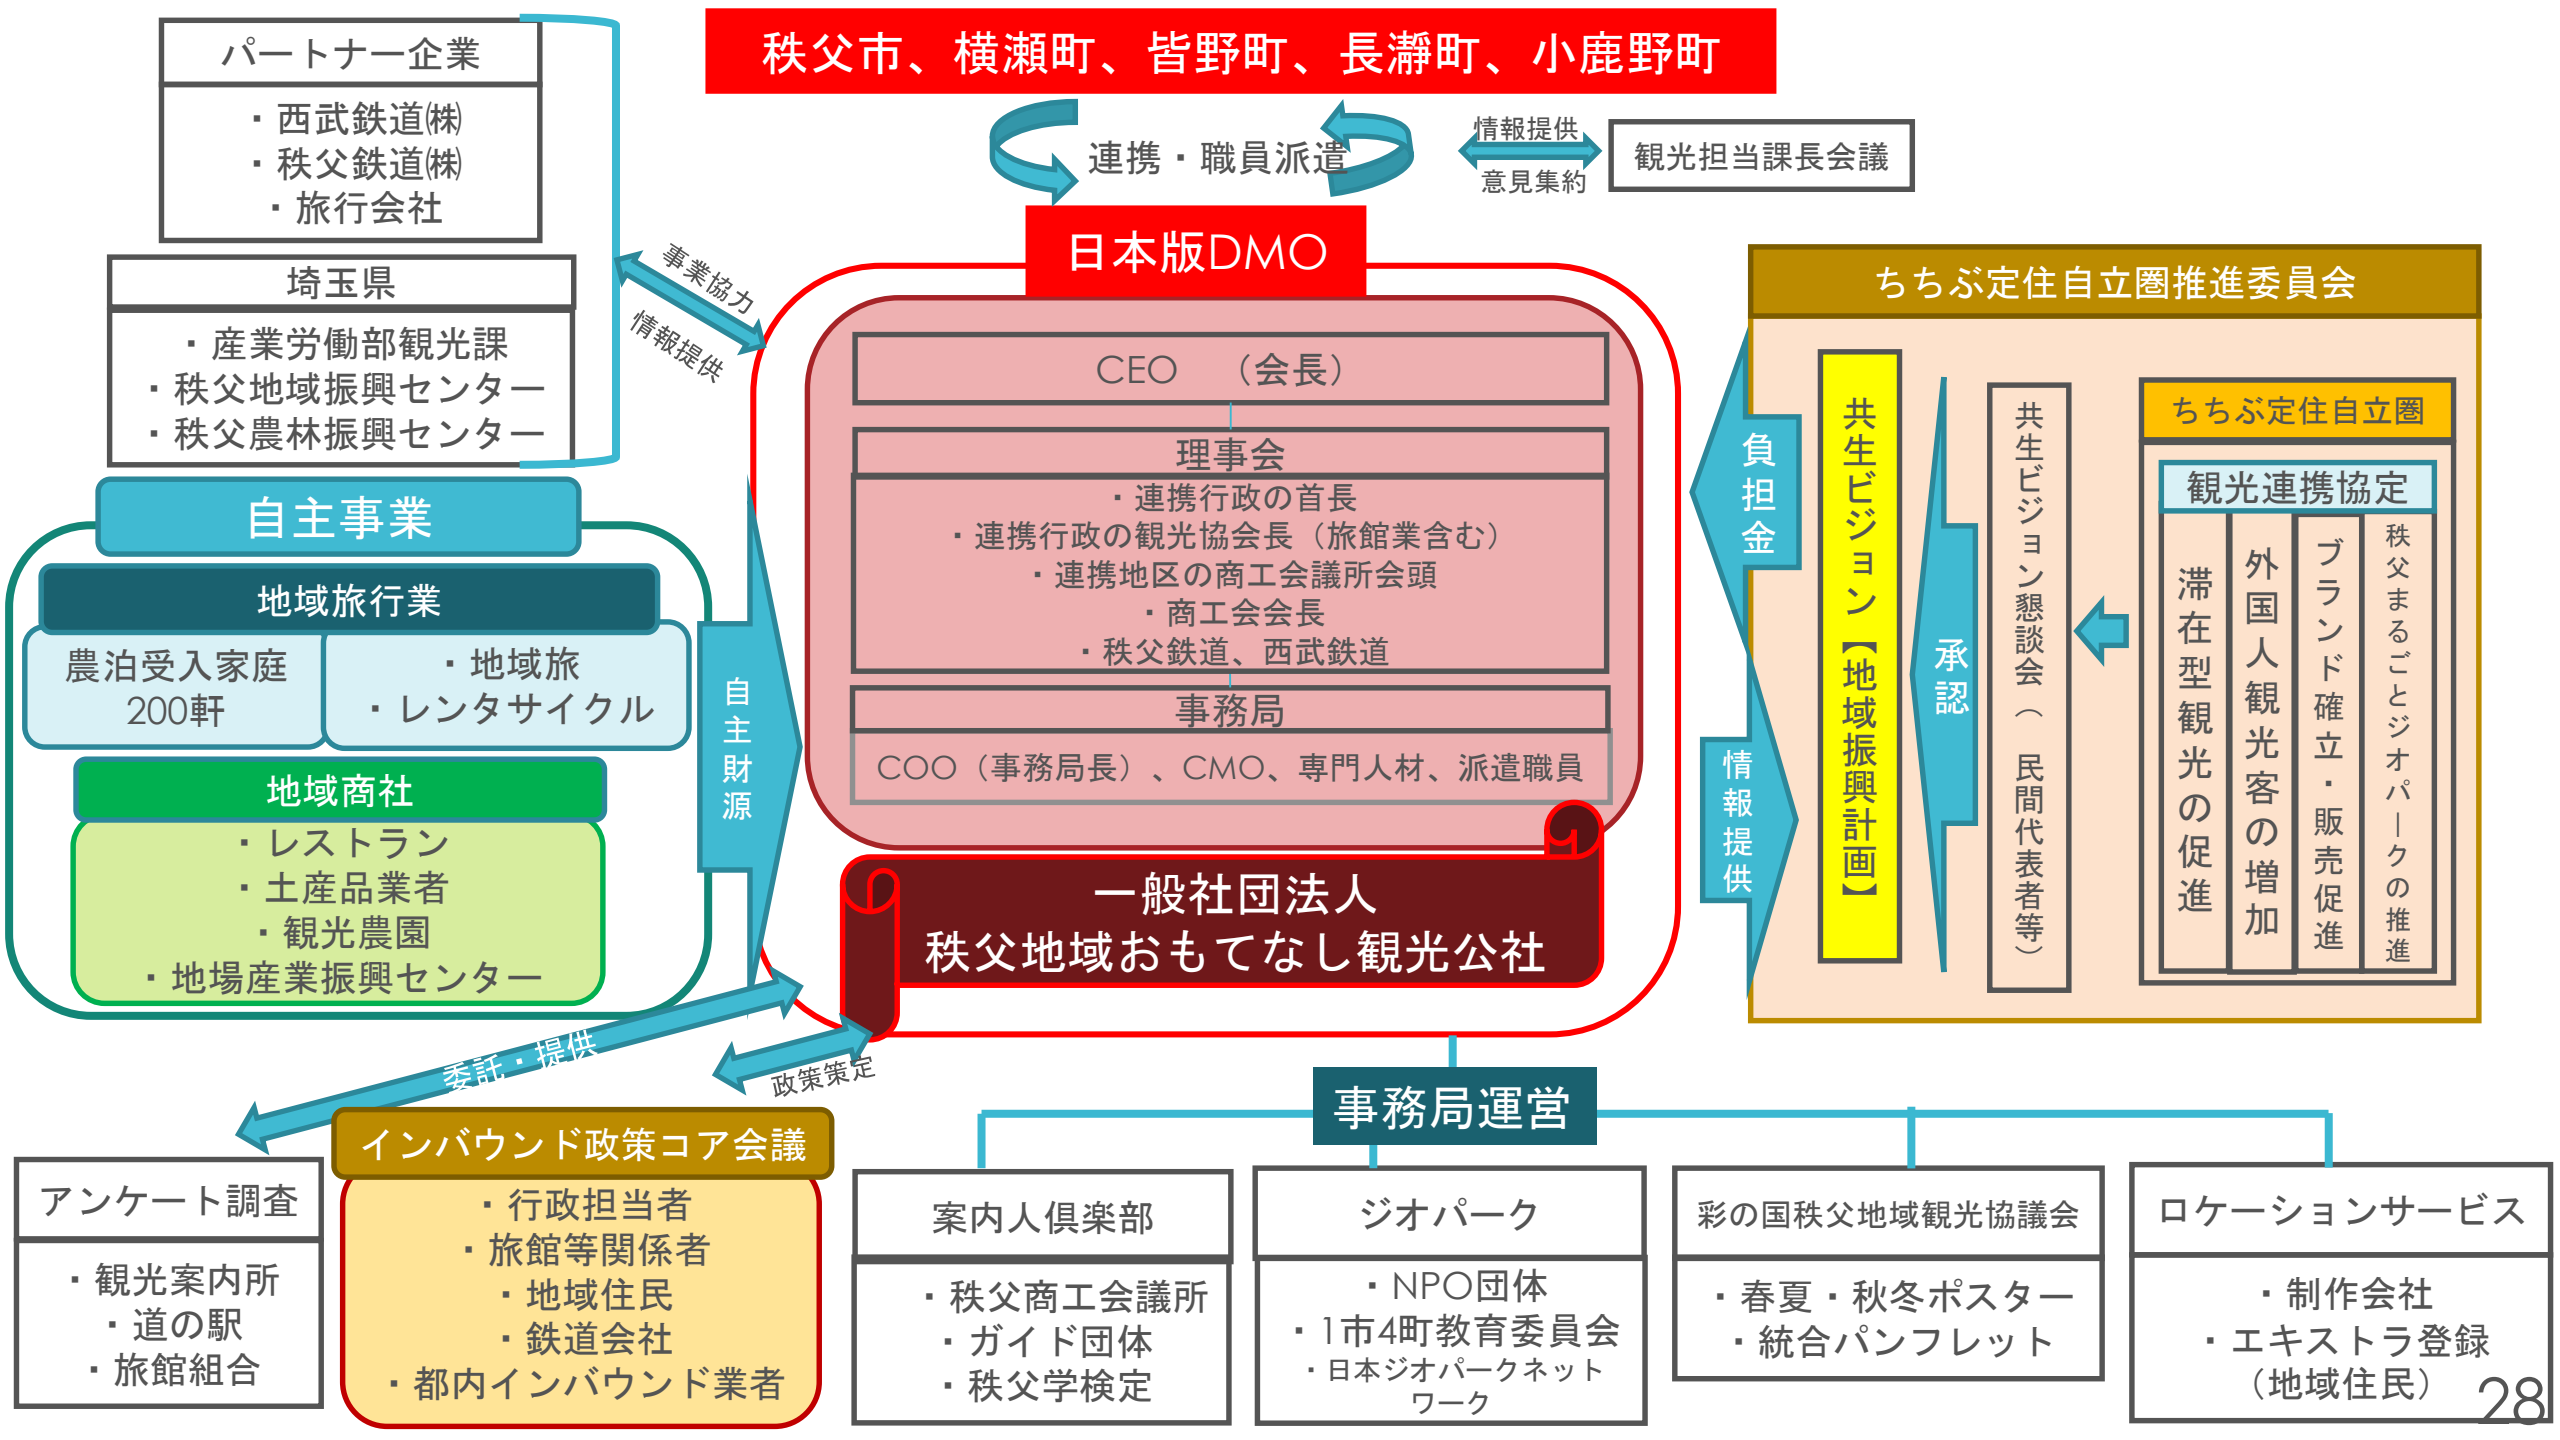 秩父市、横瀬町、皆野町、長瀞町、小鹿野町
連携・職員派遣
情報提供
意見集約
観光担当課長会議
パートナー企業
・西武鉄道㈱
・秩父鉄道㈱
・旅行会社
埼玉県
・産業労働部観光課
・秩父地域振興センター
・秩父農林振興センター
事業協力
情報提供
自主事業
地域旅行業
農泊受入家庭
200軒
・地域旅
・レンタサイクル
地域商社
・レストラン
・土産品業者
・観光農園
・地場産業振興センター
自主財源
日本版DMO
CEO　（会長）
理事会
・連携行政の首長
・連携行政の観光協会長（旅館業含む）
・連携地区の商工会議所会頭
・商工会会長
・秩父鉄道、西武鉄道
事務局
COO（事務局長）、CMO、専門人材、派遣職員
一般社団法人
秩父地域おもてなし観光公社
負担金
情報提供
ちちぶ定住自立圏推進委員会
共生ビジョン【地域振興計画】
承認
共生ビジョン懇談会（　民間代表者等）
ちちぶ定住自立圏
観光連携協定
滞在型観光の促進
外国人観光客の増加
ブランド確立・販売促進
秩父まるごとジオパークの推進
委託・提供
政策策定
アンケート調査
・観光案内所
・道の駅
・旅館組合
インバウンド政策コア会議
・行政担当者
・旅館等関係者
・地域住民
・鉄道会社
・都内インバウンド業者
事務局運営
案内人倶楽部
・秩父商工会議所
・ガイド団体
・秩父学検定
ジオパーク
・NPO団体
・1市4町教育委員会
・日本ジオパークネット
ワーク
彩の国秩父地域観光協議会
・春夏・秋冬ポスター
・統合パンフレット
ロケーションサービス
・制作会社
・エキストラ登録
（地域住民）
28